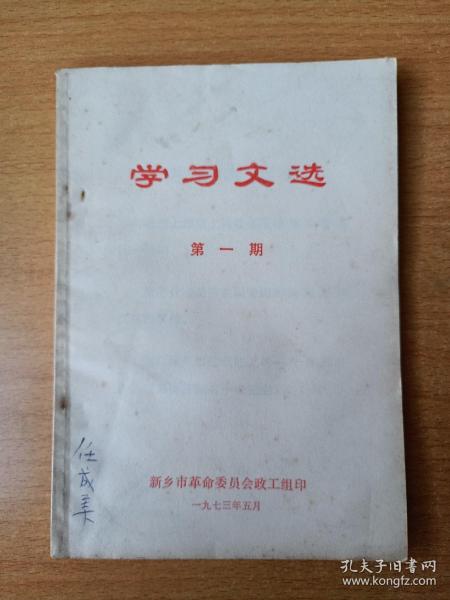 学习文选
第一期
任成美
新乡市革命委员会政工组印
一九七三年五月
孔夫子旧书网
www.kongfz.com